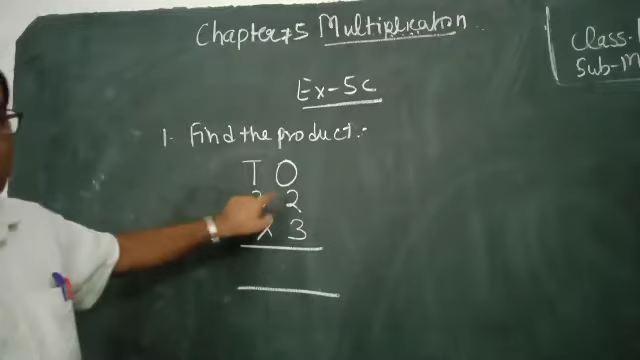 Chapter-5 Multiplication
Class-
Sub-M
Ex-5c
1. Find the product:-
T O
2
x 3